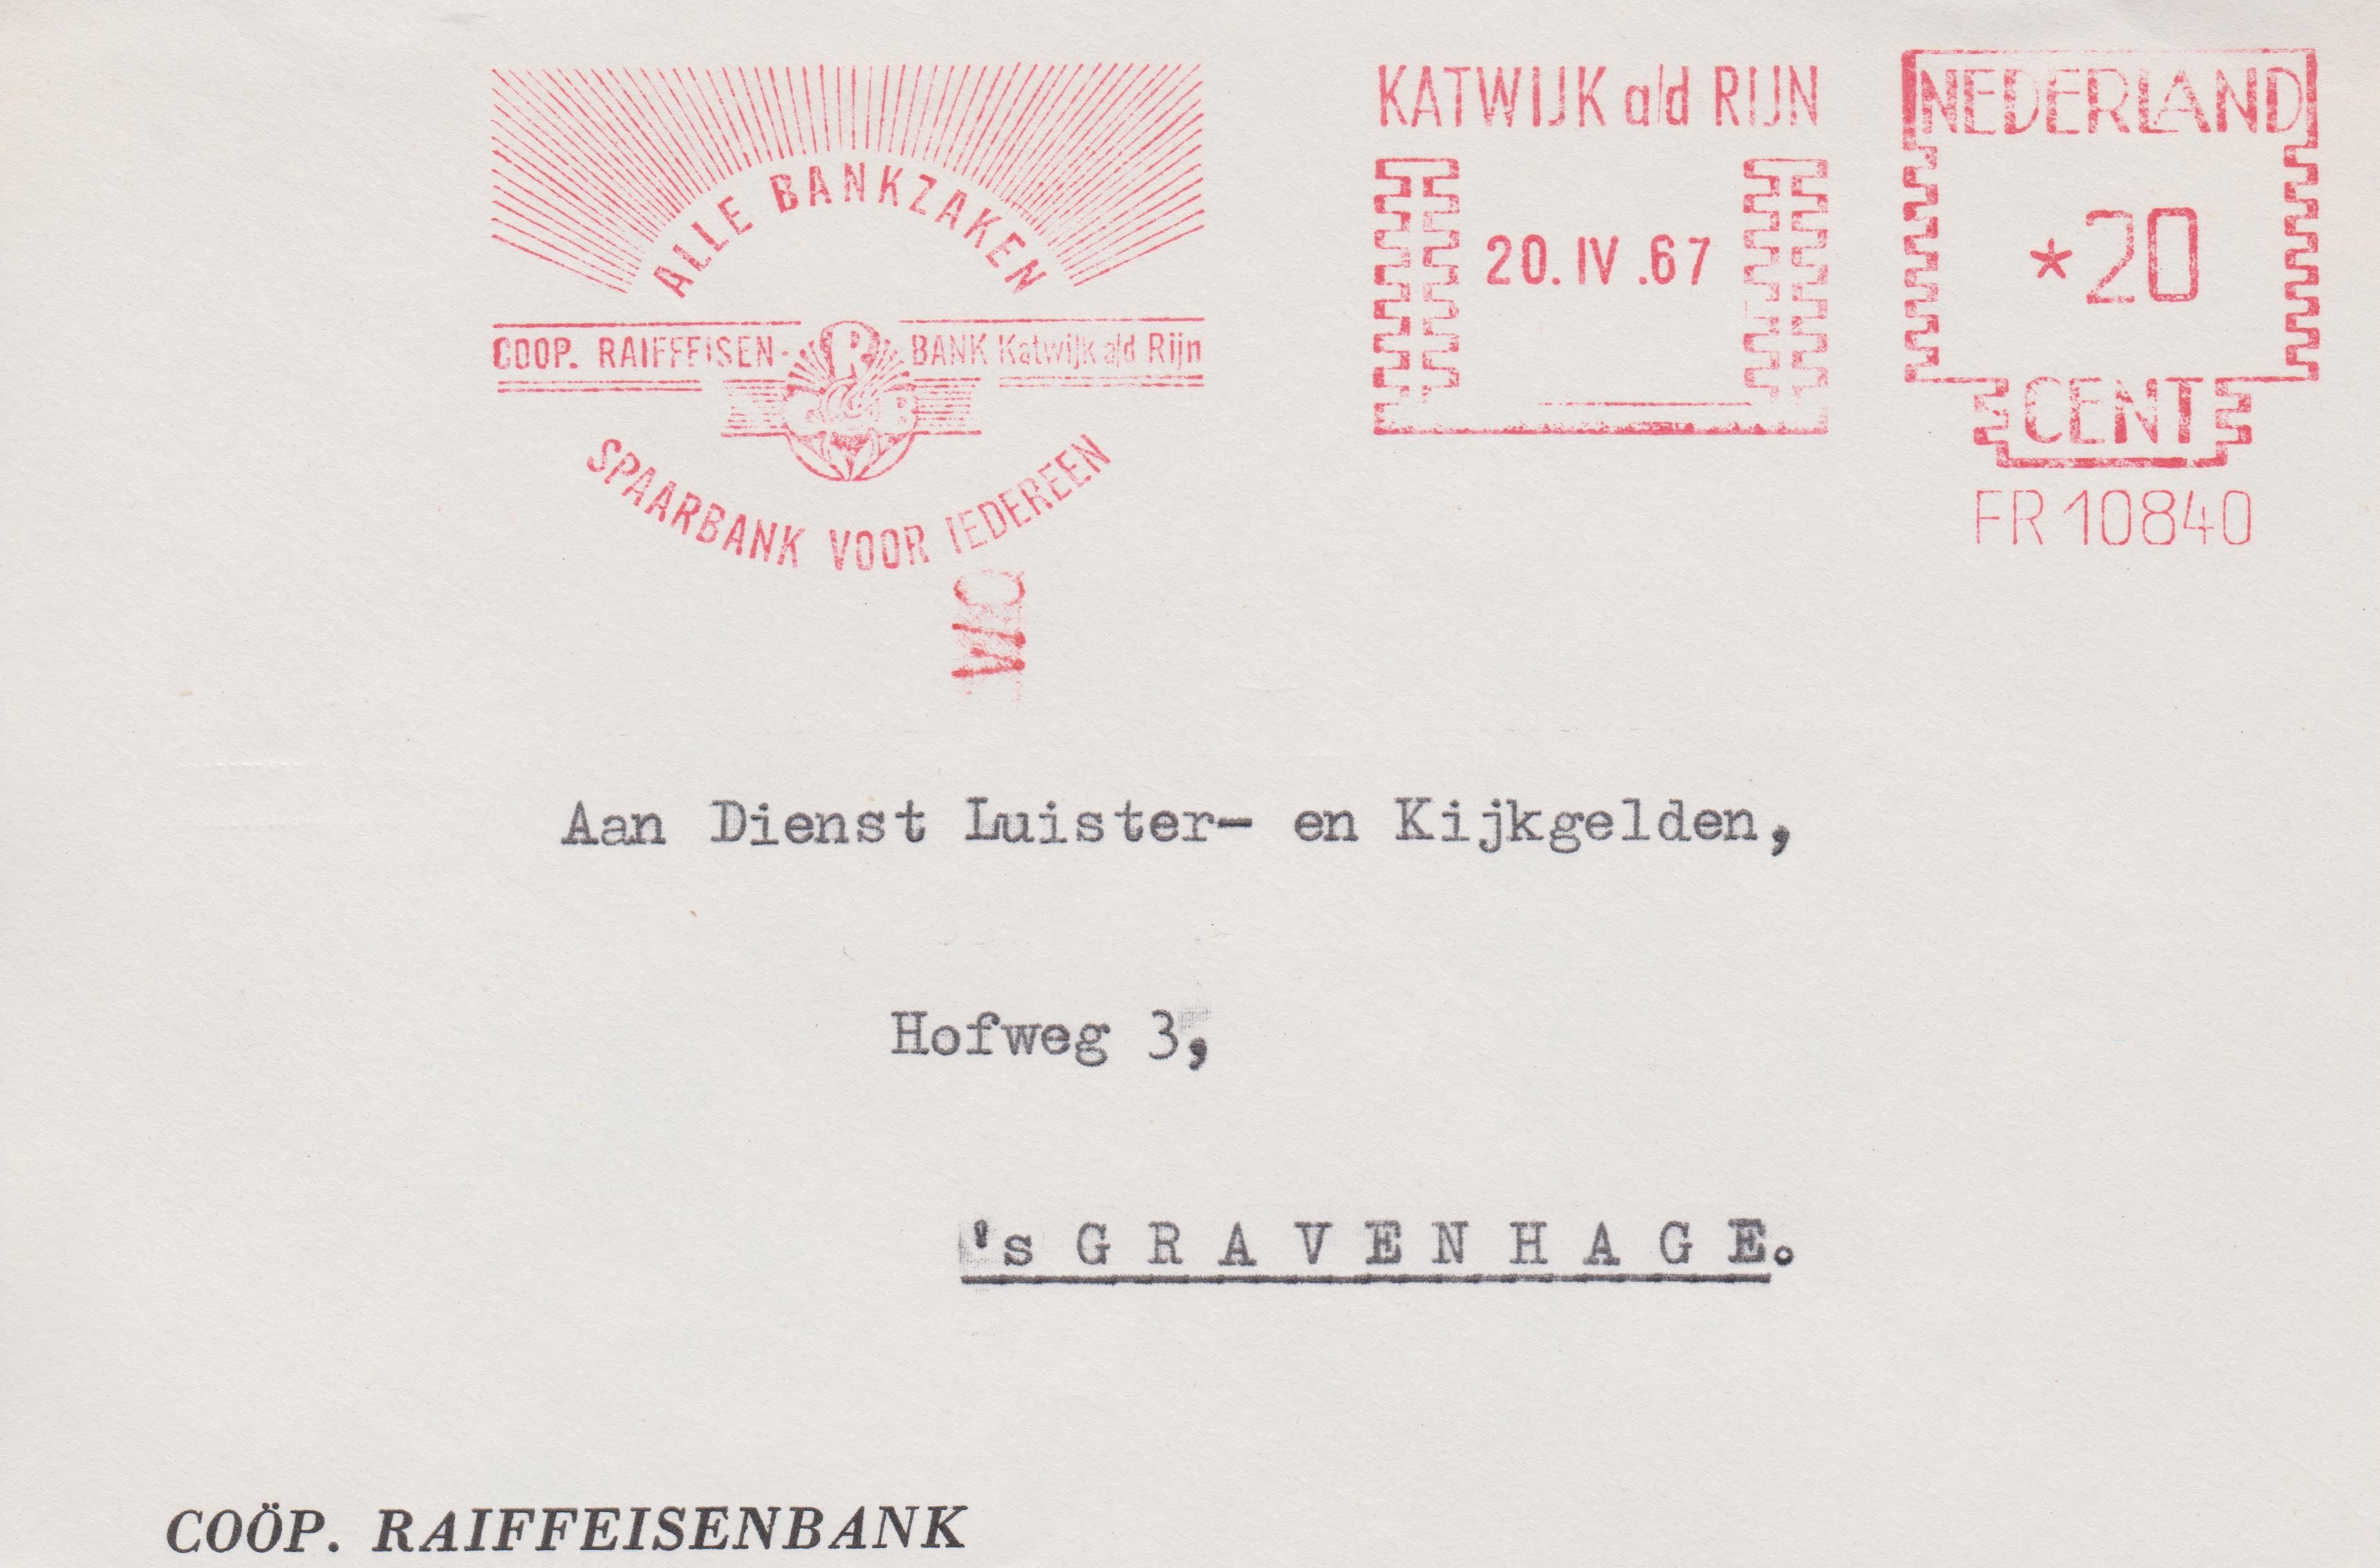 ALLE BANKZAKEN
COOP. RAIFFEISEN- R BANK Katwijk a/d Rijn
C C B
SPAARBANK VOOR IEDEREEN
KATWIJK a/d RIJN
20. IV .67
NEDERLAND
*20
CENT
FR 10840
Aan Dienst Luister- en Kijkgelden,
Hofweg 3,
's G R A V E N H A G E.
COÖP. RAIFFEISENBANK